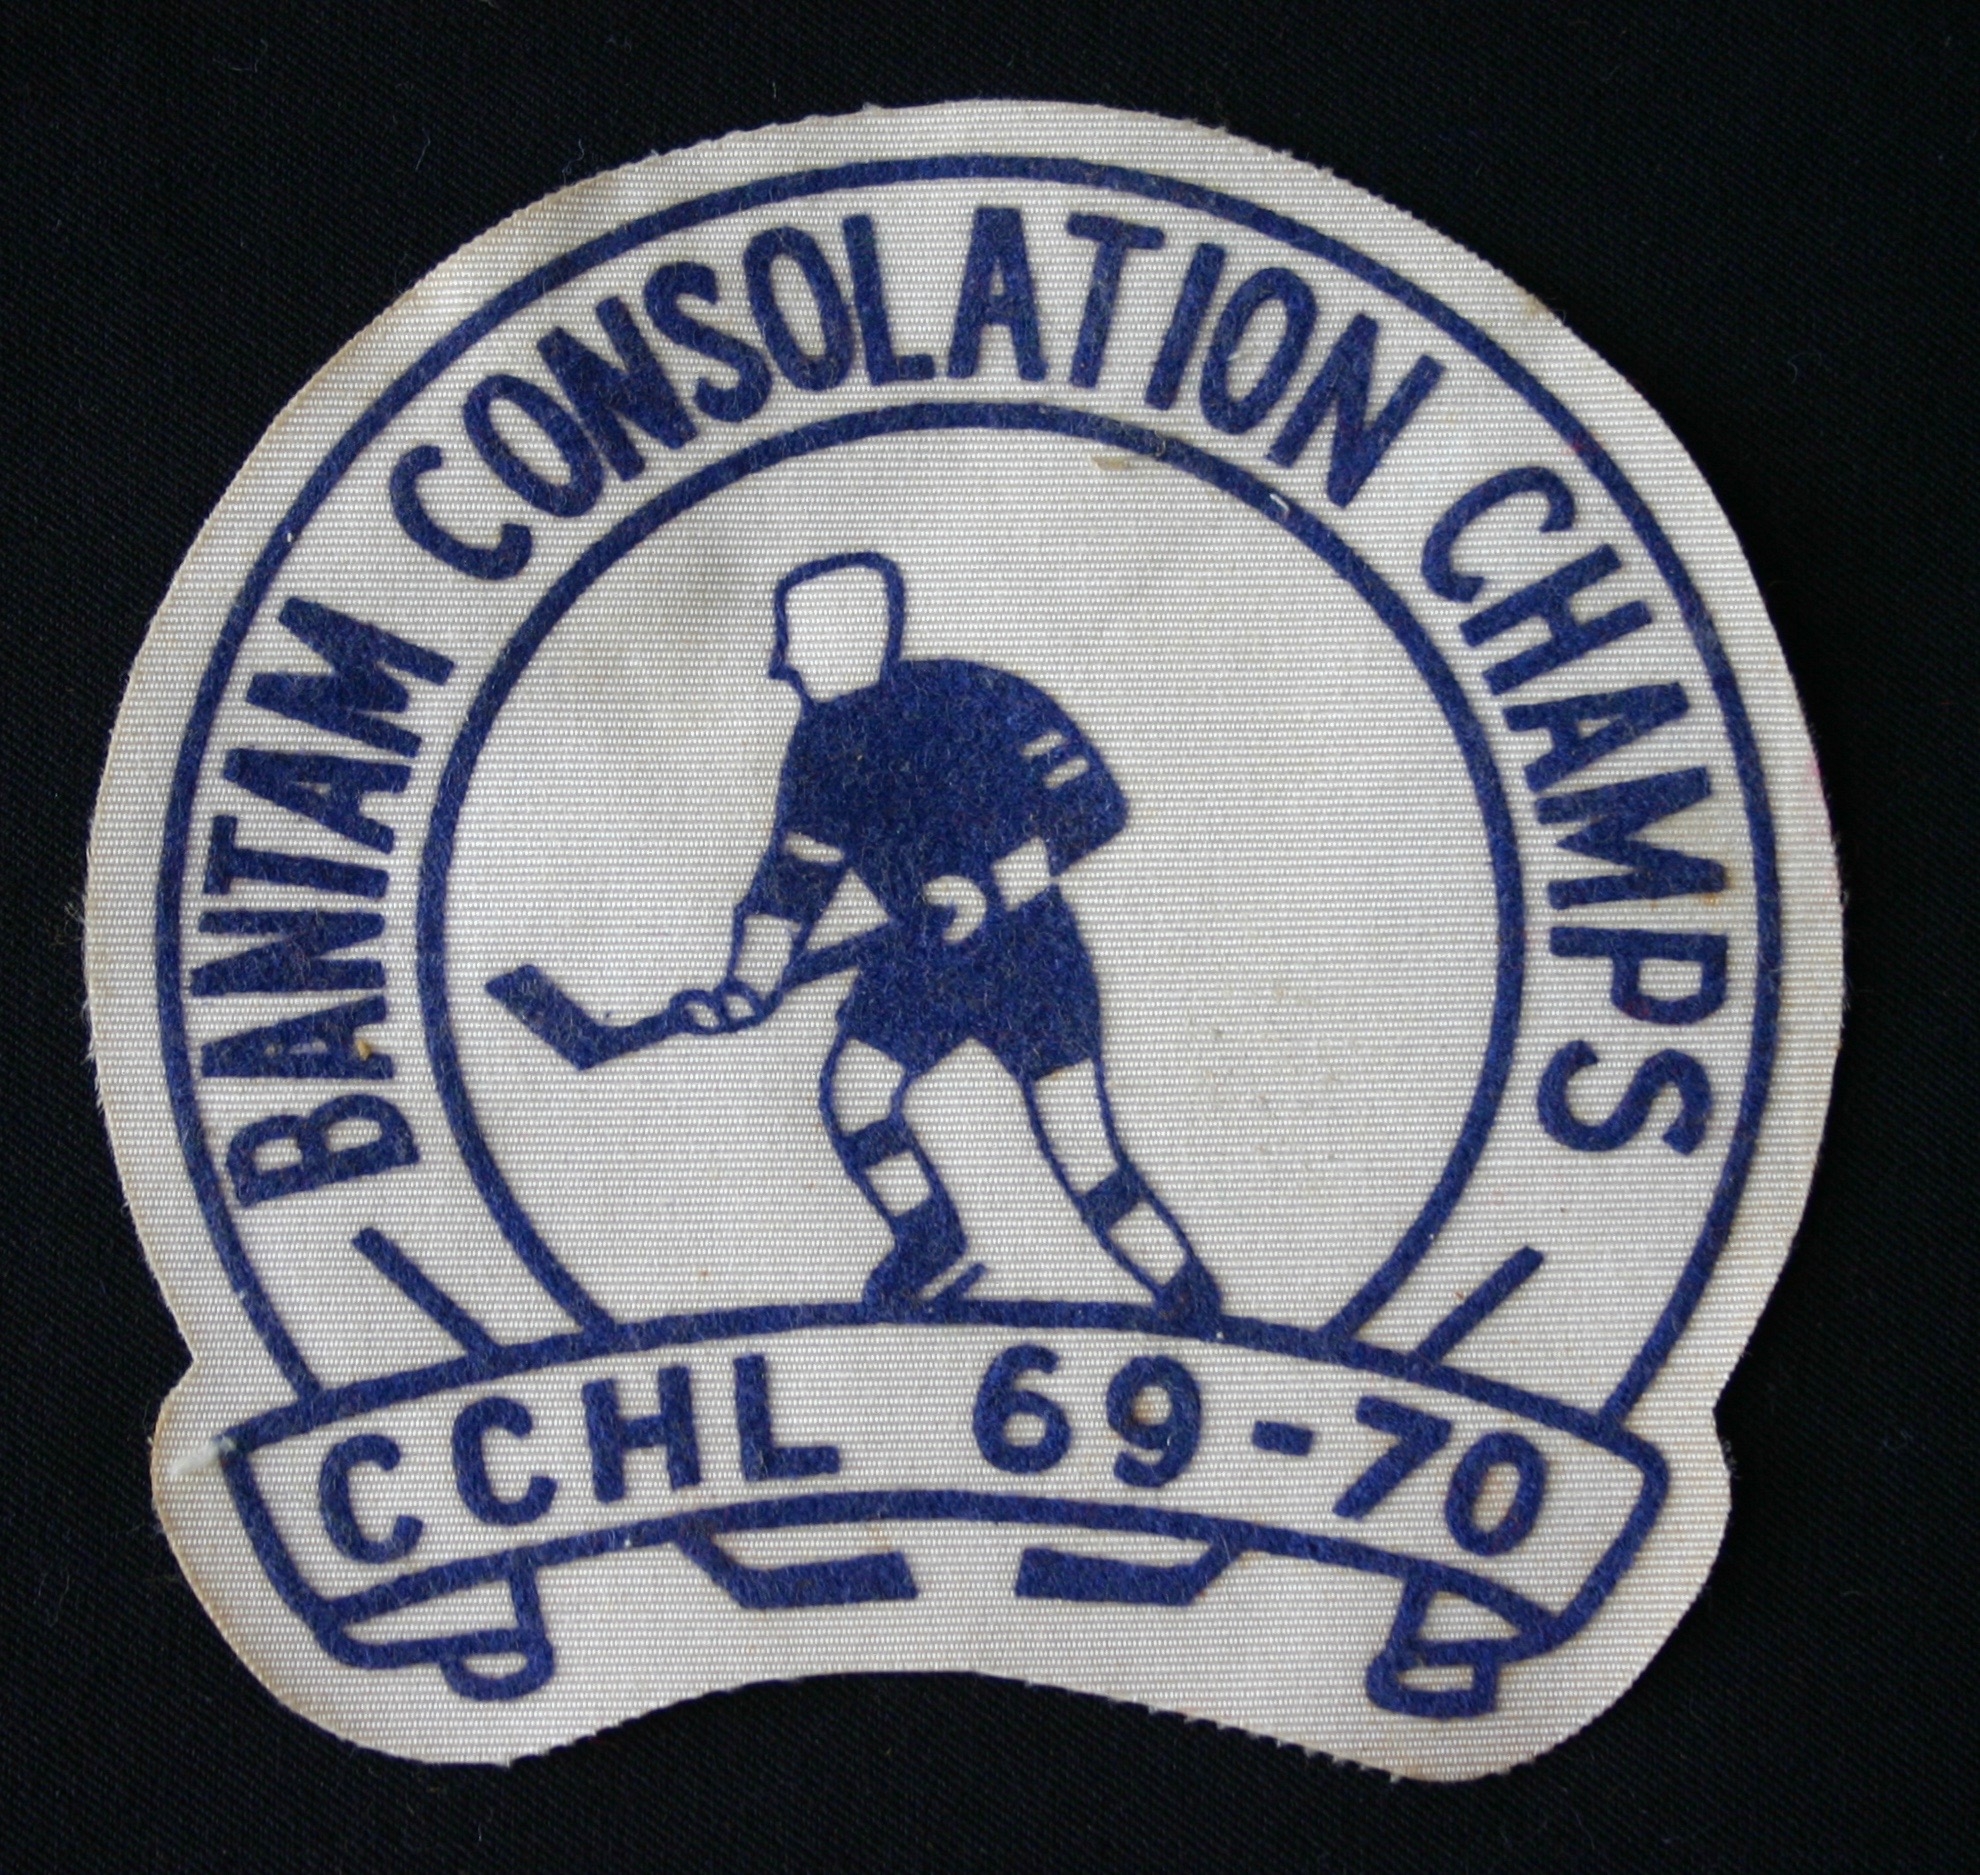 BANTAM CONSOLATION CHAMPS
CCHL 69-70